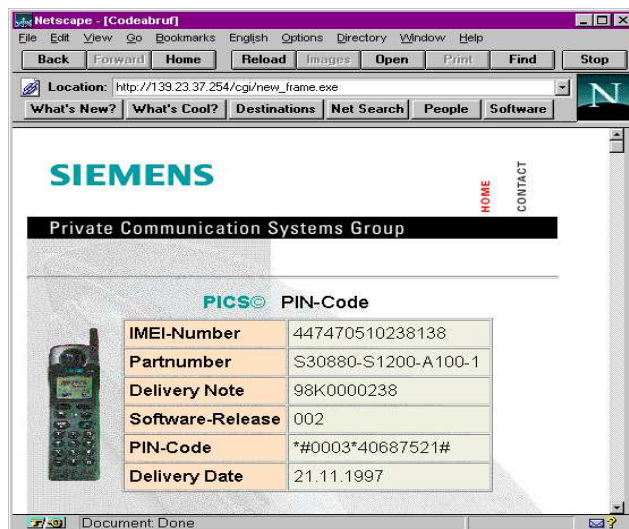 Netscape - [Codeabruf]
File Edit View Go Bookmarks English Options Directory Window Help
Back Forward Home Reload Images Open Print Find Stop
Location: http://139.23.37.254/cgi/new_frame.exe
N
What's New? What's Cool? Destinations Net Search People Software
SIEMENS
HOME
CONTACT
Private Communication Systems Group
PICS© PIN-Code
IMEI-Number 447470510238138
Partnumber S30880-S1200-A100-1
Delivery Note 98K0000238
Software-Release 002
PIN-Code *#0003*40687521#
Delivery Date 21.11.1997
Document: Done